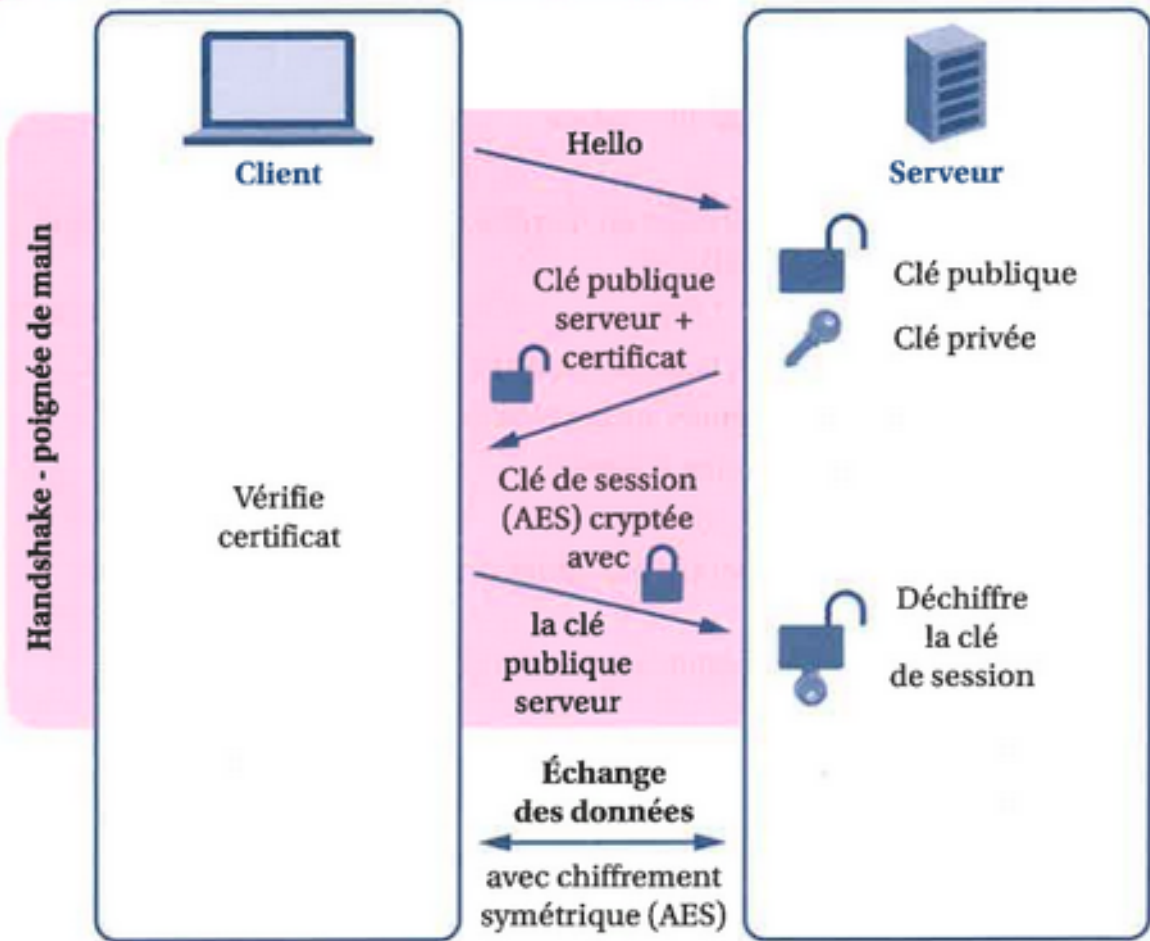 Client
Serveur
Handshake - poignée de main
Hello
Clé publique
Clé privée
Clé publique
serveur +
certificat
Vérifie
certificat
Clé de session
(AES) cryptée
avec
la clé
publique
serveur
Déchiffre
la clé
de session
Échange
des données
avec chiffrement
symétrique (AES)